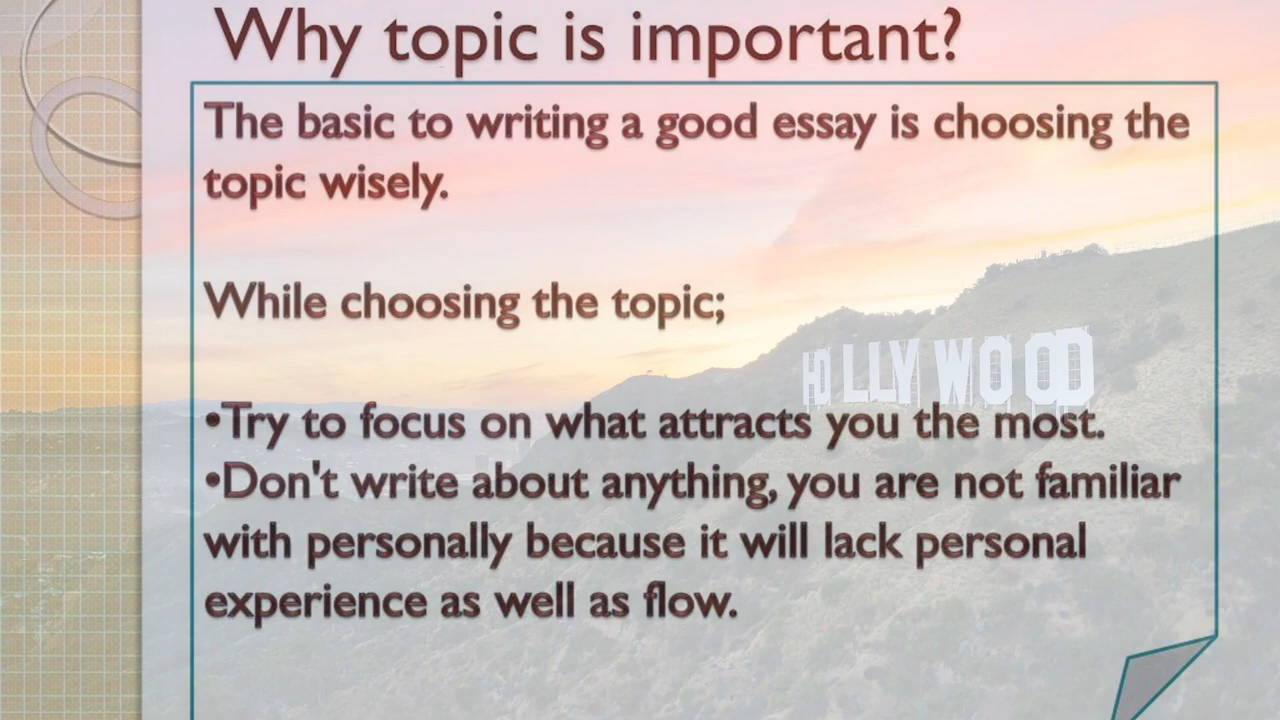 Why topic is important?
The basic to writing a good essay is choosing the
topic wisely.
While choosing the topic;
HOLLYWOOD
•Try to focus on what attracts you the most.
•Don't write about anything, you are not familiar
with personally because it will lack personal
experience as well as flow.